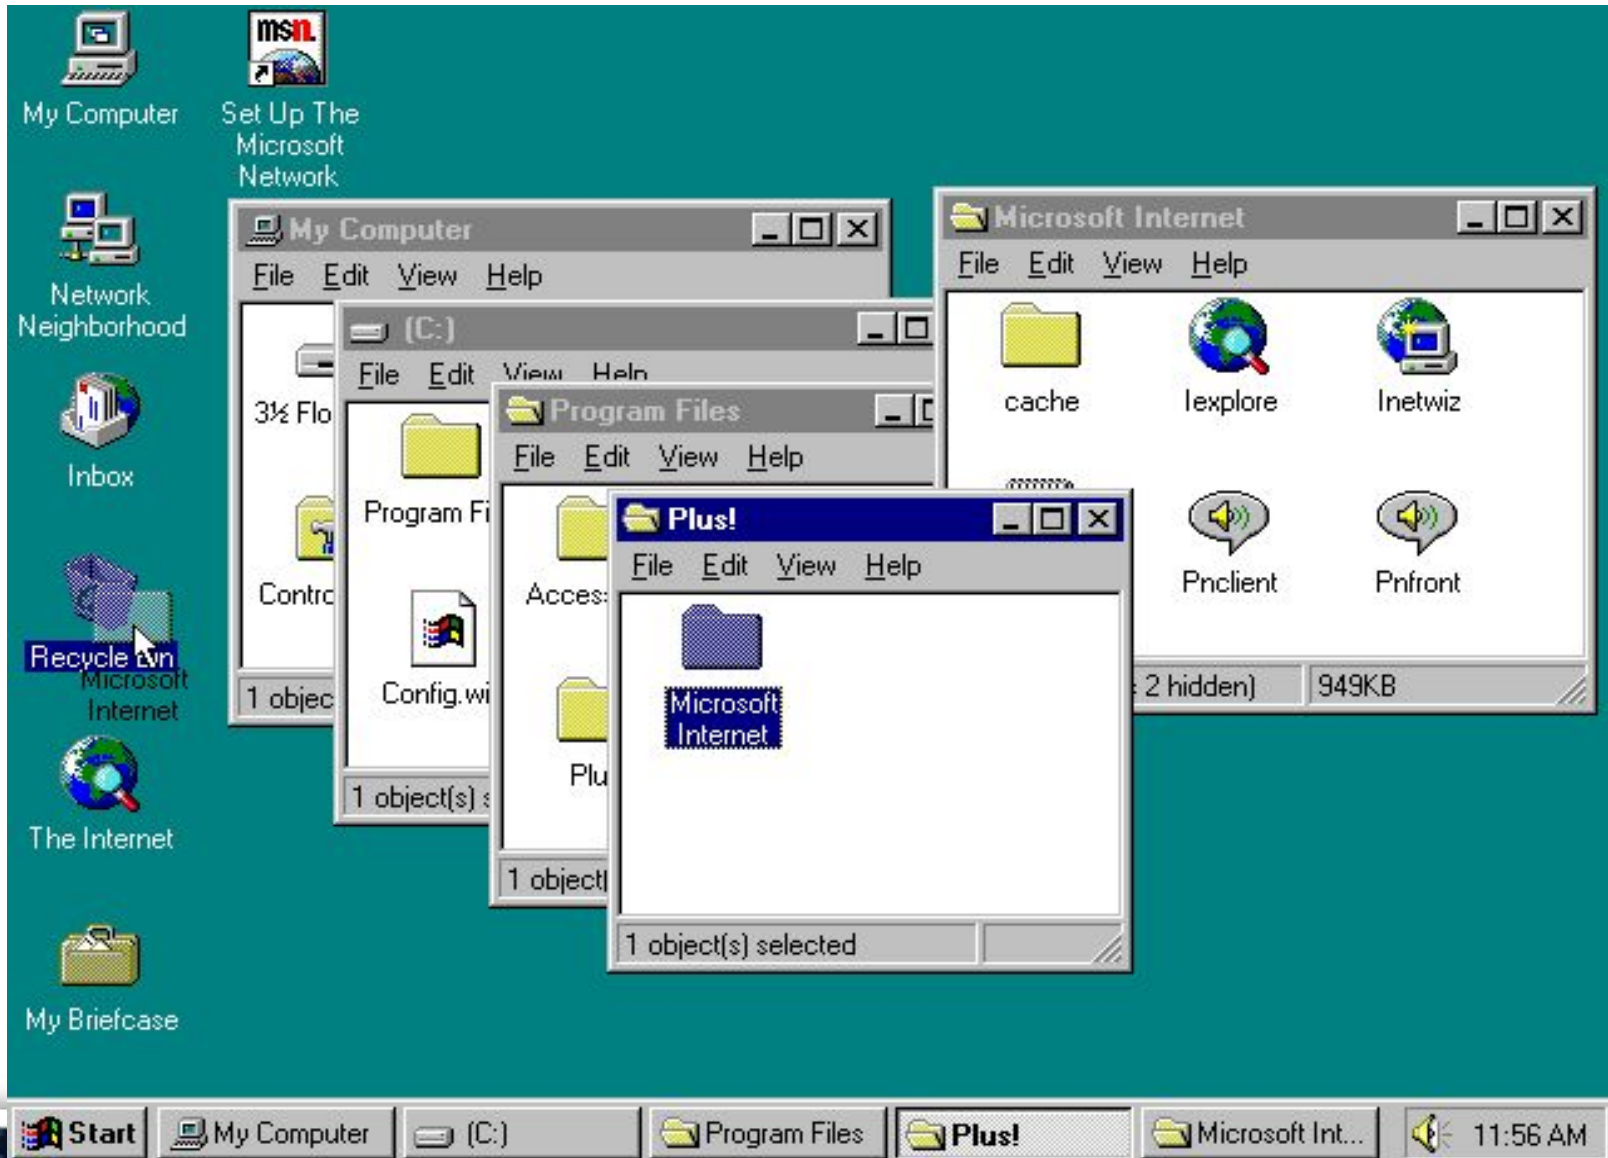 My Computer
msn.
Set Up The
Microsoft
Network
Network
Neighborhood
Inbox
Recycle
Microsoft
Internet
The Internet
My Briefcase
My Computer
File Edit View Help
3½ Flo
Contro
1 objec
(C:)
File Edit View Help
Program Fi
Config.wi
1 object(s) s
Program Files
File Edit View Help
Access
Plu
1 object(
Plus!
File Edit View Help
Microsoft
Internet
1 object(s) selected
Microsoft Internet
File Edit View Help
cache
Iexplore
Inetwiz
Pnclient
Pnfront
2 hidden)
949KB
Start
My Computer
(C:)
Program Files
Plus!
Microsoft Int...
11:56 AM